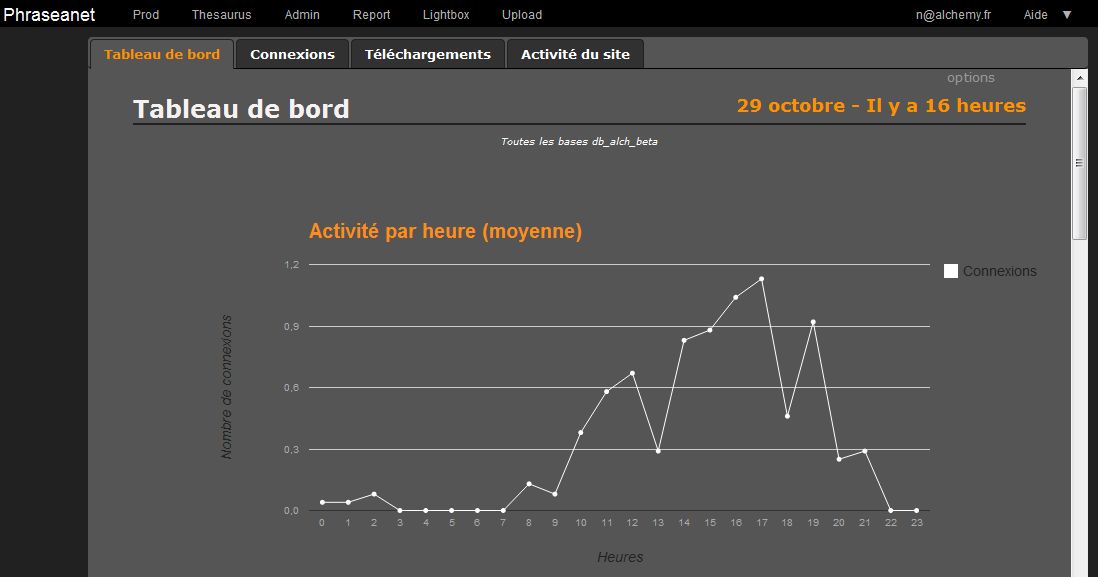 Phraseanet Prod Thesaurus Admin Report Lightbox Upload n@alchemy.fr Aide ▼
Tableau de bord Connexions Téléchargements Activité du site
options
Tableau de bord 29 octobre - Il y a 16 heures
Toutes les bases db_alch_beta
Activité par heure (moyenne)
1,2
Connexions
0,9
0,6
0,3
0,0
Nombre de connexions
0 1 2 3 4 5 6 7 8 9 10 11 12 13 14 15 16 17 18 19 20 21 22 23
Heures